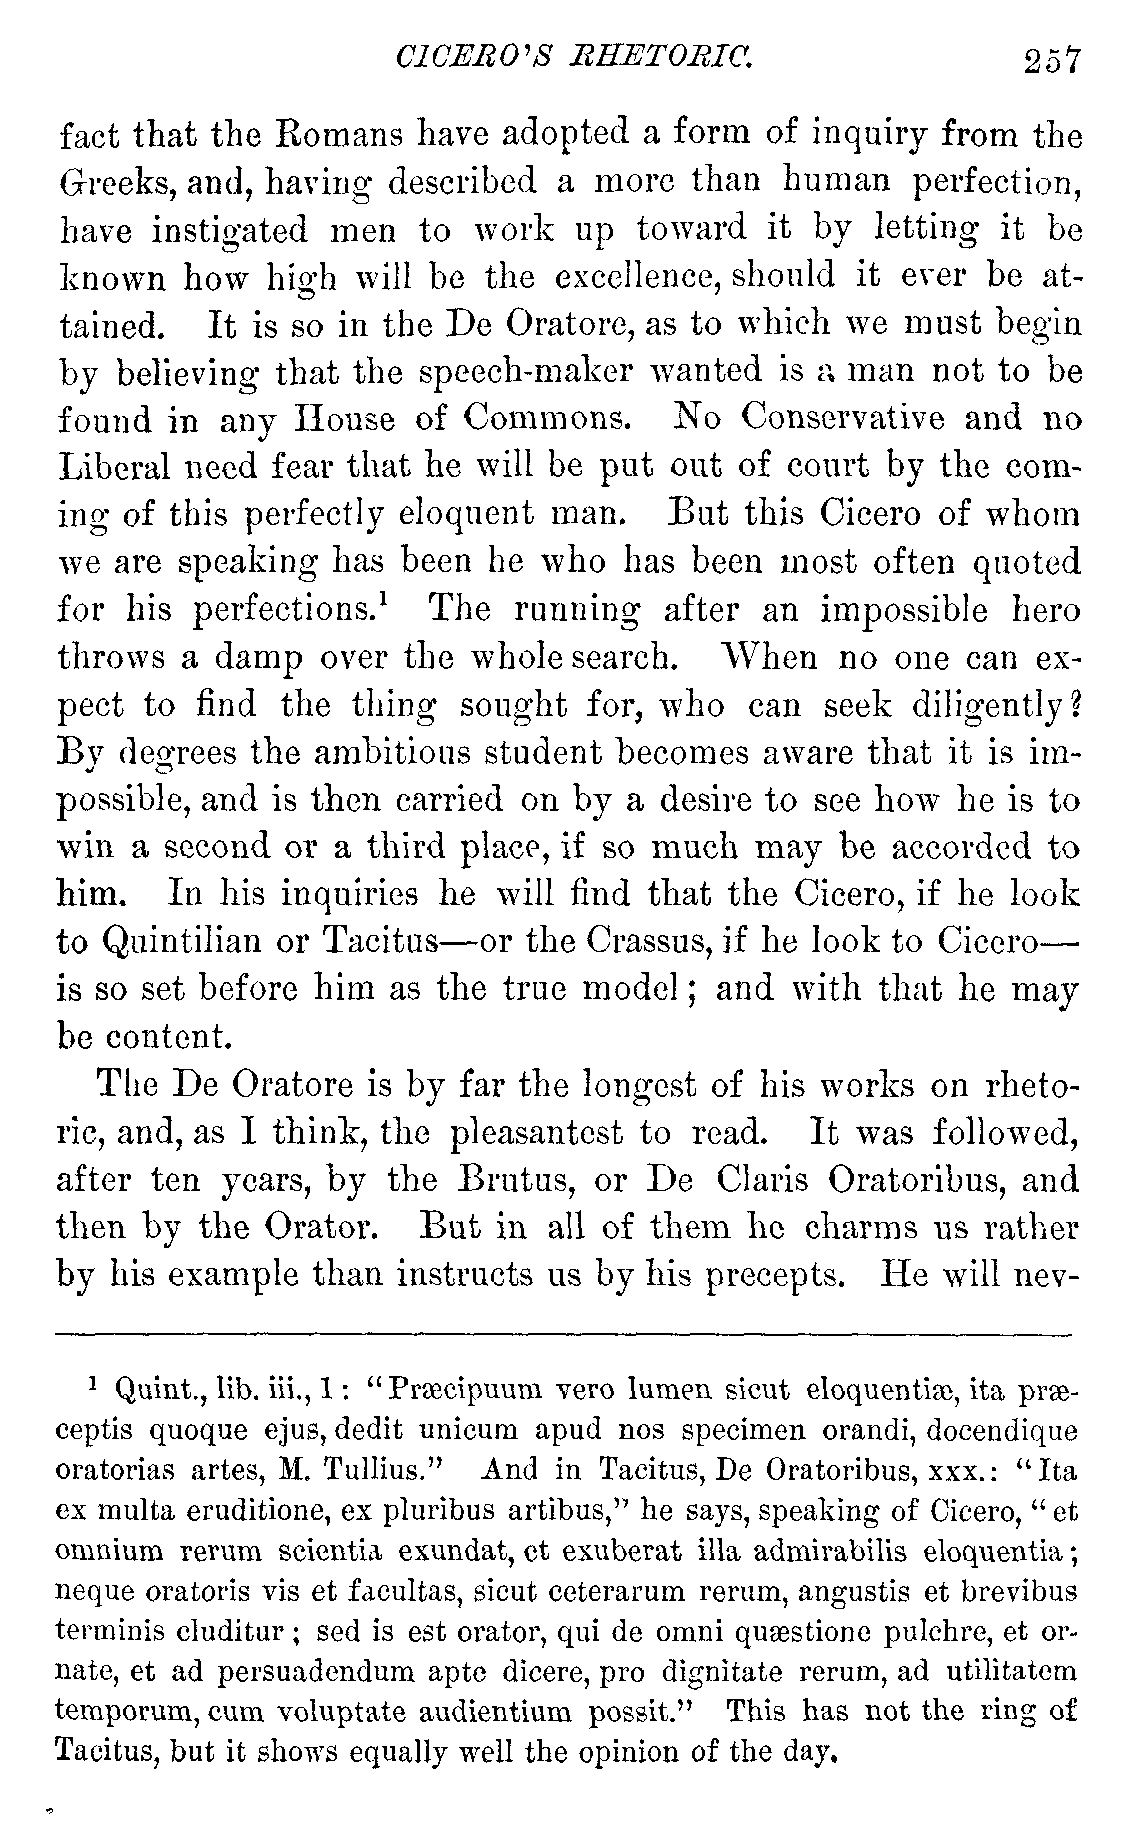 CICERO'S RHETORIC. 257
fact that the Romans have adopted a form of inquiry from the
Greeks, and, having described a more than human perfection,
have instigated men to work up toward it by letting it be
known how high will be the excellence, should it ever be at-
tained. It is so in the De Oratore, as to which we must begin
by believing that the speech-maker wanted is a man not to be
found in any House of Commons. No Conservative and no
Liberal need fear that he will be put out of court by the com-
ing of this perfectly eloquent man. But this Cicero of whom
we are speaking has been he who has been most often quoted
for his perfections.¹ The running after an impossible hero
throws a damp over the whole search. When no one can ex-
pect to find the thing sought for, who can seek diligently?
By degrees the ambitious student becomes aware that it is im-
possible, and is then carried on by a desire to see how he is to
win a second or a third place, if so much may be accorded to
him. In his inquiries he will find that the Cicero, if he look
to Quintilian or Tacitus—or the Crassus, if he look to Cicero—
is so set before him as the true model; and with that he may
be content.
The De Oratore is by far the longest of his works on rheto-
ric, and, as I think, the pleasantest to read. It was followed,
after ten years, by the Brutus, or De Claris Oratoribus, and
then by the Orator. But in all of them he charms us rather
by his example than instructs us by his precepts. He will nev-
¹ Quint., lib. iii., 1: "Præcipuum vero lumen sicut eloquentiæ, ita præ-
ceptis quoque ejus, dedit unicum apud nos specimen orandi, docendique
oratorias artes, M. Tullius." And in Tacitus, De Oratoribus, xxx.: "Ita
ex multa eruditione, ex pluribus artibus," he says, speaking of Cicero, "et
omnium rerum scientia exundat, et exuberat illa admirabilis eloquentia;
neque oratoris vis et facultas, sicut ceterarum rerum, angustis et brevibus
terminis cluditur; sed is est orator, qui de omni quæstione pulchre, et or-
nate, et ad persuadendum apte dicere, pro dignitate rerum, ad utilitatem
temporum, cum voluptate audientium possit." This has not the ring of
Tacitus, but it shows equally well the opinion of the day.